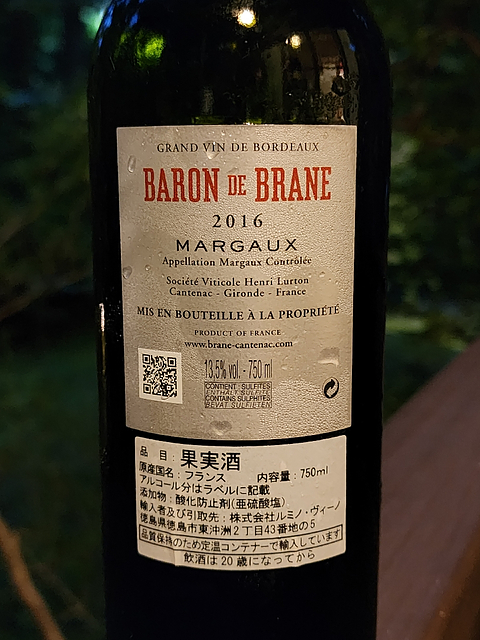 GRAND VIN DE BORDEAUX
BARON DE BRANE
2016
MARGAUX
Appellation Margaux Contrôlée
Société Viticole Henri Lurton
Cantenac - Gironde - France
MIS EN BOUTEILLE À LA PROPRIÉTÉ
PRODUCT OF FRANCE
www.brane-cantenac.com
13,5% vol. - 750 ml
CONTIENT : SULFITES
ENTHÄLT SULFITE
CONTAINS SULPHITES
BEVAT SULFIETEN
品 目：果実酒
原産国名：フランス 内容量：750ml
アルコール分はラベルに記載
添加物：酸化防止剤(亜硫酸塩)
輸入者及び引取先：株式会社ルミノ・ヴィーノ
徳島県徳島市東沖洲2丁目43番地の5
品質保持のため定温コンテナーで輸入しています
飲酒は20歳になってから